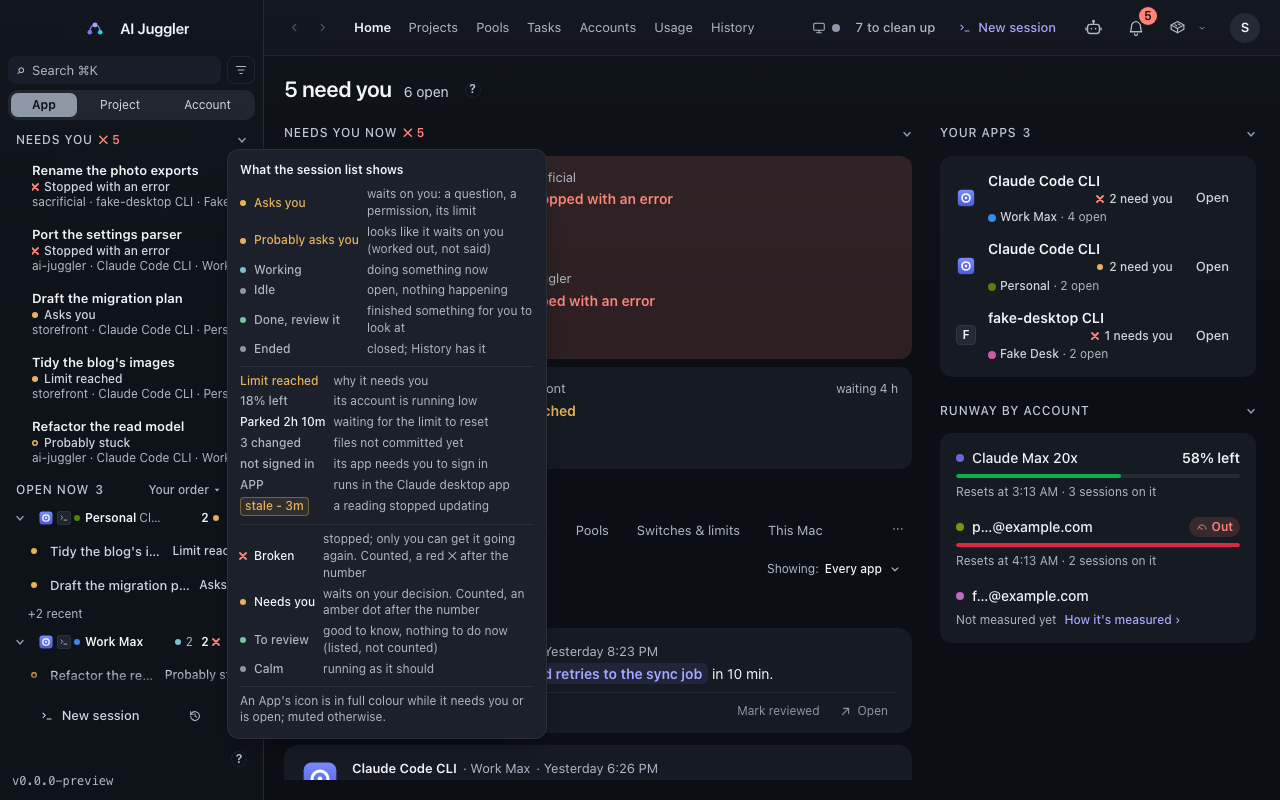 AI Juggler
Search ⌘K
App Project Account
NEEDS YOU 5
Rename the photo exports
Stopped with an error
sacrificial · fake-desktop CLI · Fake
Port the settings parser
Stopped with an error
ai-juggler · Claude Code CLI · Work
Draft the migration plan
Asks you
storefront · Claude Code CLI · Pers
Tidy the blog's images
Limit reached
storefront · Claude Code CLI · Pers
Refactor the read model
Probably stuck
ai-juggler · Claude Code CLI · Work
OPEN NOW 3 Your order
Personal Cl... 2
Tidy the blog's i... Limit reac
Draft the migration p... Asks
+2 recent
Work Max 2 2
Refactor the re... Probably st
New session
?
v0.0.0-preview
Home Projects Pools Tasks Accounts Usage History
7 to clean up
New session
5
S
5 need you 6 open ?
NEEDS YOU NOW 5
ficial
opped with an error
ggler
ped with an error
ont waiting 4 h
ched
Pools Switches & limits This Mac ...
Showing: Every app
Yesterday 8:23 PM
d retries to the sync job in 10 min.
Mark reviewed Open
Claude Code CLI · Work Max · Yesterday 6:26 PM
What the session list shows
Asks you waits on you: a question, a
permission, its limit
Probably asks you looks like it waits on you
(worked out, not said)
Working doing something now
Idle open, nothing happening
Done, review it finished something for you to
look at
Ended closed; History has it
Limit reached why it needs you
18% left its account is running low
Parked 2h 10m waiting for the limit to reset
3 changed files not committed yet
not signed in its app needs you to sign in
APP runs in the Claude desktop app
stale - 3m a reading stopped updating
Broken stopped; only you can get it going
again. Counted, a red × after the
number
Needs you waits on your decision. Counted, an
amber dot after the number
To review good to know, nothing to do now
(listed, not counted)
Calm running as it should
An App's icon is in full colour while it needs you or
is open; muted otherwise.
YOUR APPS 3
Claude Code CLI
2 need you Open
Work Max · 4 open
Claude Code CLI
2 need you Open
Personal · 2 open
F fake-desktop CLI
1 needs you Open
Fake Desk · 2 open
RUNWAY BY ACCOUNT
Claude Max 20x 58% left
Resets at 3:13 AM · 3 sessions on it
p...@example.com Out
Resets at 4:13 AM · 2 sessions on it
f...@example.com
Not measured yet How it's measured ›